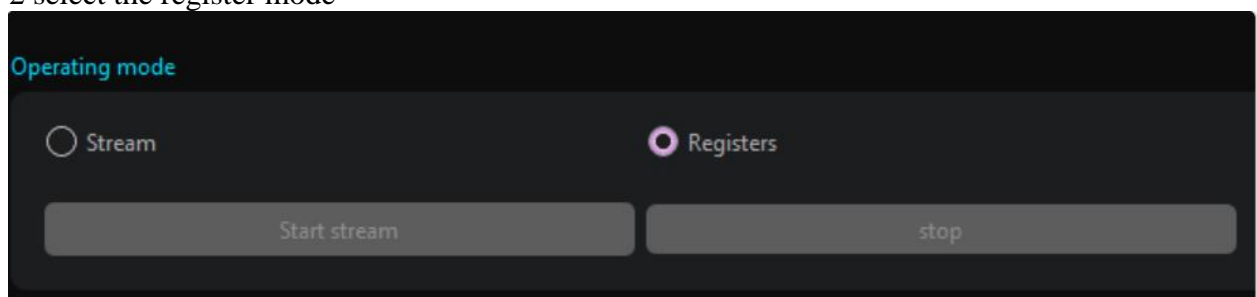 2 select the register mode
Operating mode
Stream
Registers
Start stream
stop